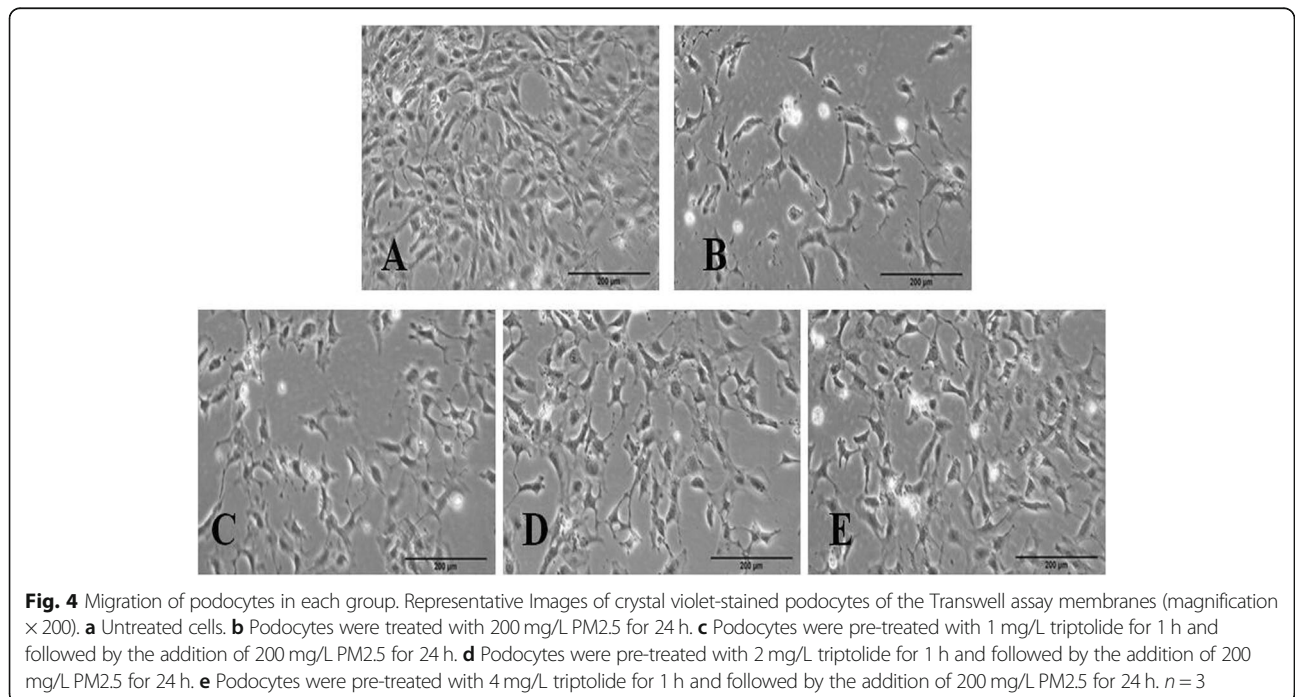 A
200 µm
B
200 µm
C
200 µm
D
200 µm
E
200 µm
Fig. 4 Migration of podocytes in each group. Representative Images of crystal violet-stained podocytes of the Transwell assay membranes (magnification
× 200). a Untreated cells. b Podocytes were treated with 200 mg/L PM2.5 for 24 h. c Podocytes were pre-treated with 1 mg/L triptolide for 1 h and
followed by the addition of 200 mg/L PM2.5 for 24 h. d Podocytes were pre-treated with 2 mg/L triptolide for 1 h and followed by the addition of 200
mg/L PM2.5 for 24 h. e Podocytes were pre-treated with 4 mg/L triptolide for 1 h and followed by the addition of 200 mg/L PM2.5 for 24 h. n = 3